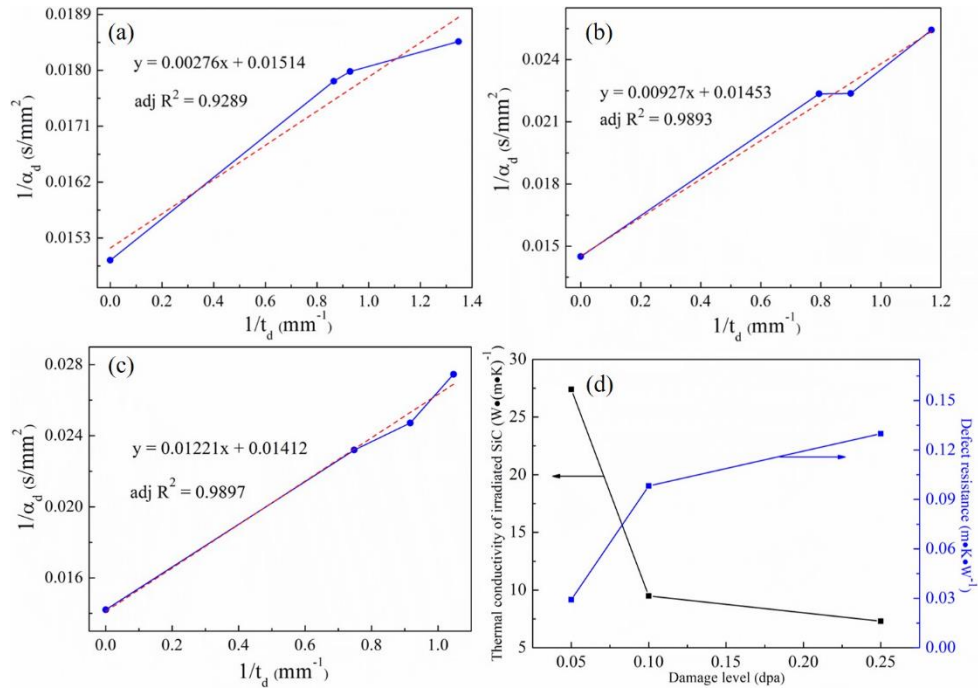 (a)
y = 0.00276x + 0.01514
adj R² = 0.9289
1/α_d (s/mm²)
0.0189
0.0180
0.0171
0.0162
0.0153
0.0 0.2 0.4 0.6 0.8 1.0 1.2 1.4
1/t_d (mm⁻¹)
(b)
y = 0.00927x + 0.01453
adj R² = 0.9893
1/α_d (s/mm²)
0.024
0.021
0.018
0.015
0.0 0.2 0.4 0.6 0.8 1.0 1.2
1/t_d (mm⁻¹)
(c)
y = 0.01221x + 0.01412
adj R² = 0.9897
1/α_d (s/mm²)
0.028
0.024
0.020
0.016
0.0 0.2 0.4 0.6 0.8 1.0
1/t_d (mm⁻¹)
(d)
Thermal conductivity of irradiated SiC (W•(m•K)⁻¹)
30
25
20
15
10
5
0.05 0.10 0.15 0.20 0.25
Damage level (dpa)
0.15
0.12
0.09
0.06
0.03
0.00
Defect resistance (m•K•W⁻¹)